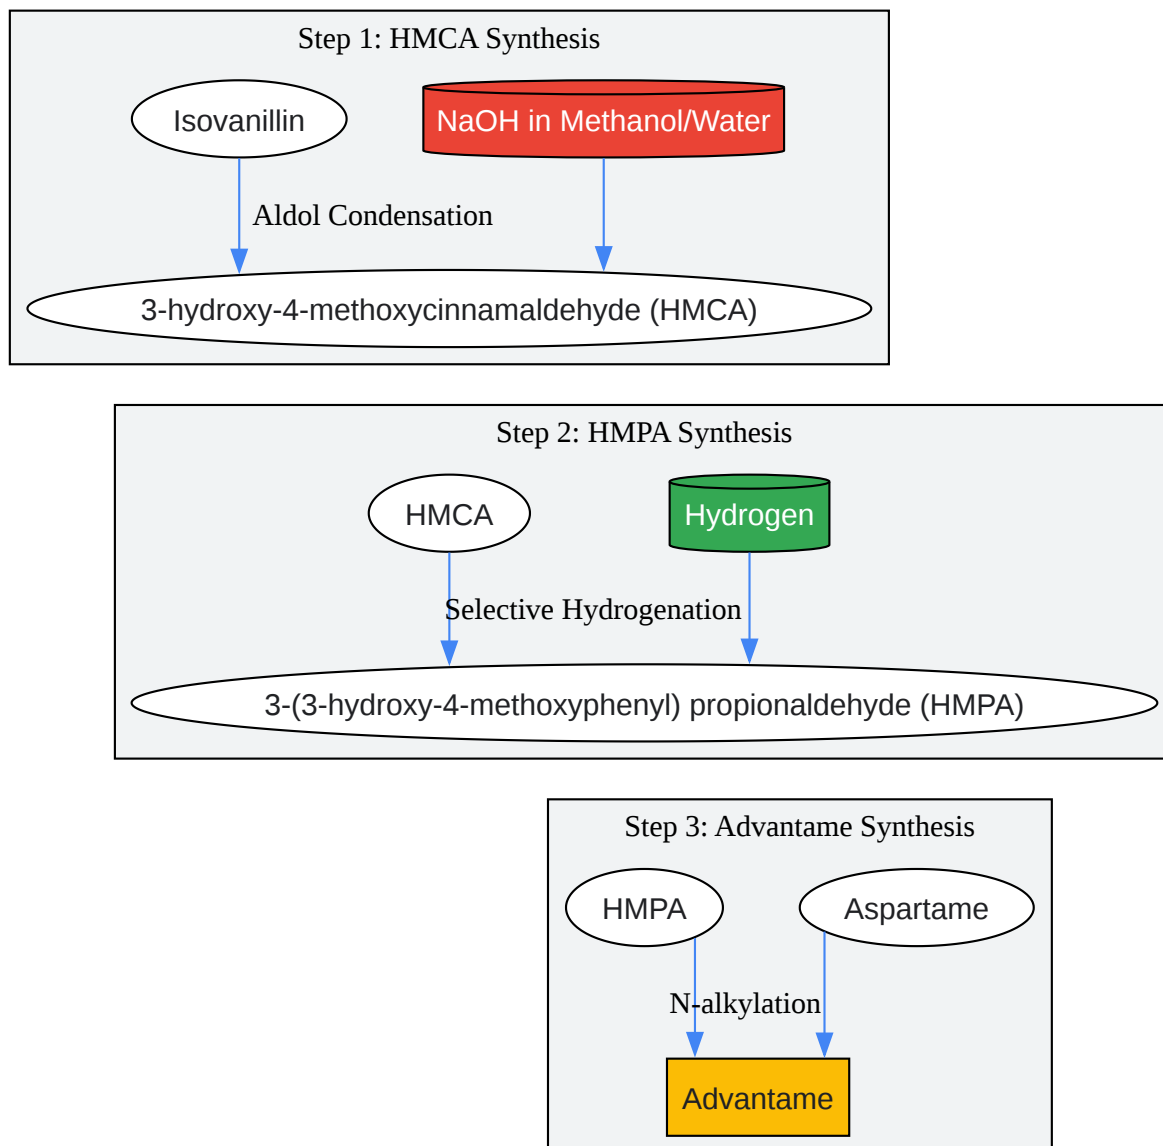 Step 1: HMCA Synthesis
Isovanillin
NaOH in Methanol/Water
Aldol Condensation
3-hydroxy-4-methoxycinnamaldehyde (HMCA)
Step 2: HMPA Synthesis
HMCA
Hydrogen
Selective Hydrogenation
3-(3-hydroxy-4-methoxyphenyl) propionaldehyde (HMPA)
Step 3: Advantame Synthesis
HMPA
Aspartame
N-alkylation
Advantame